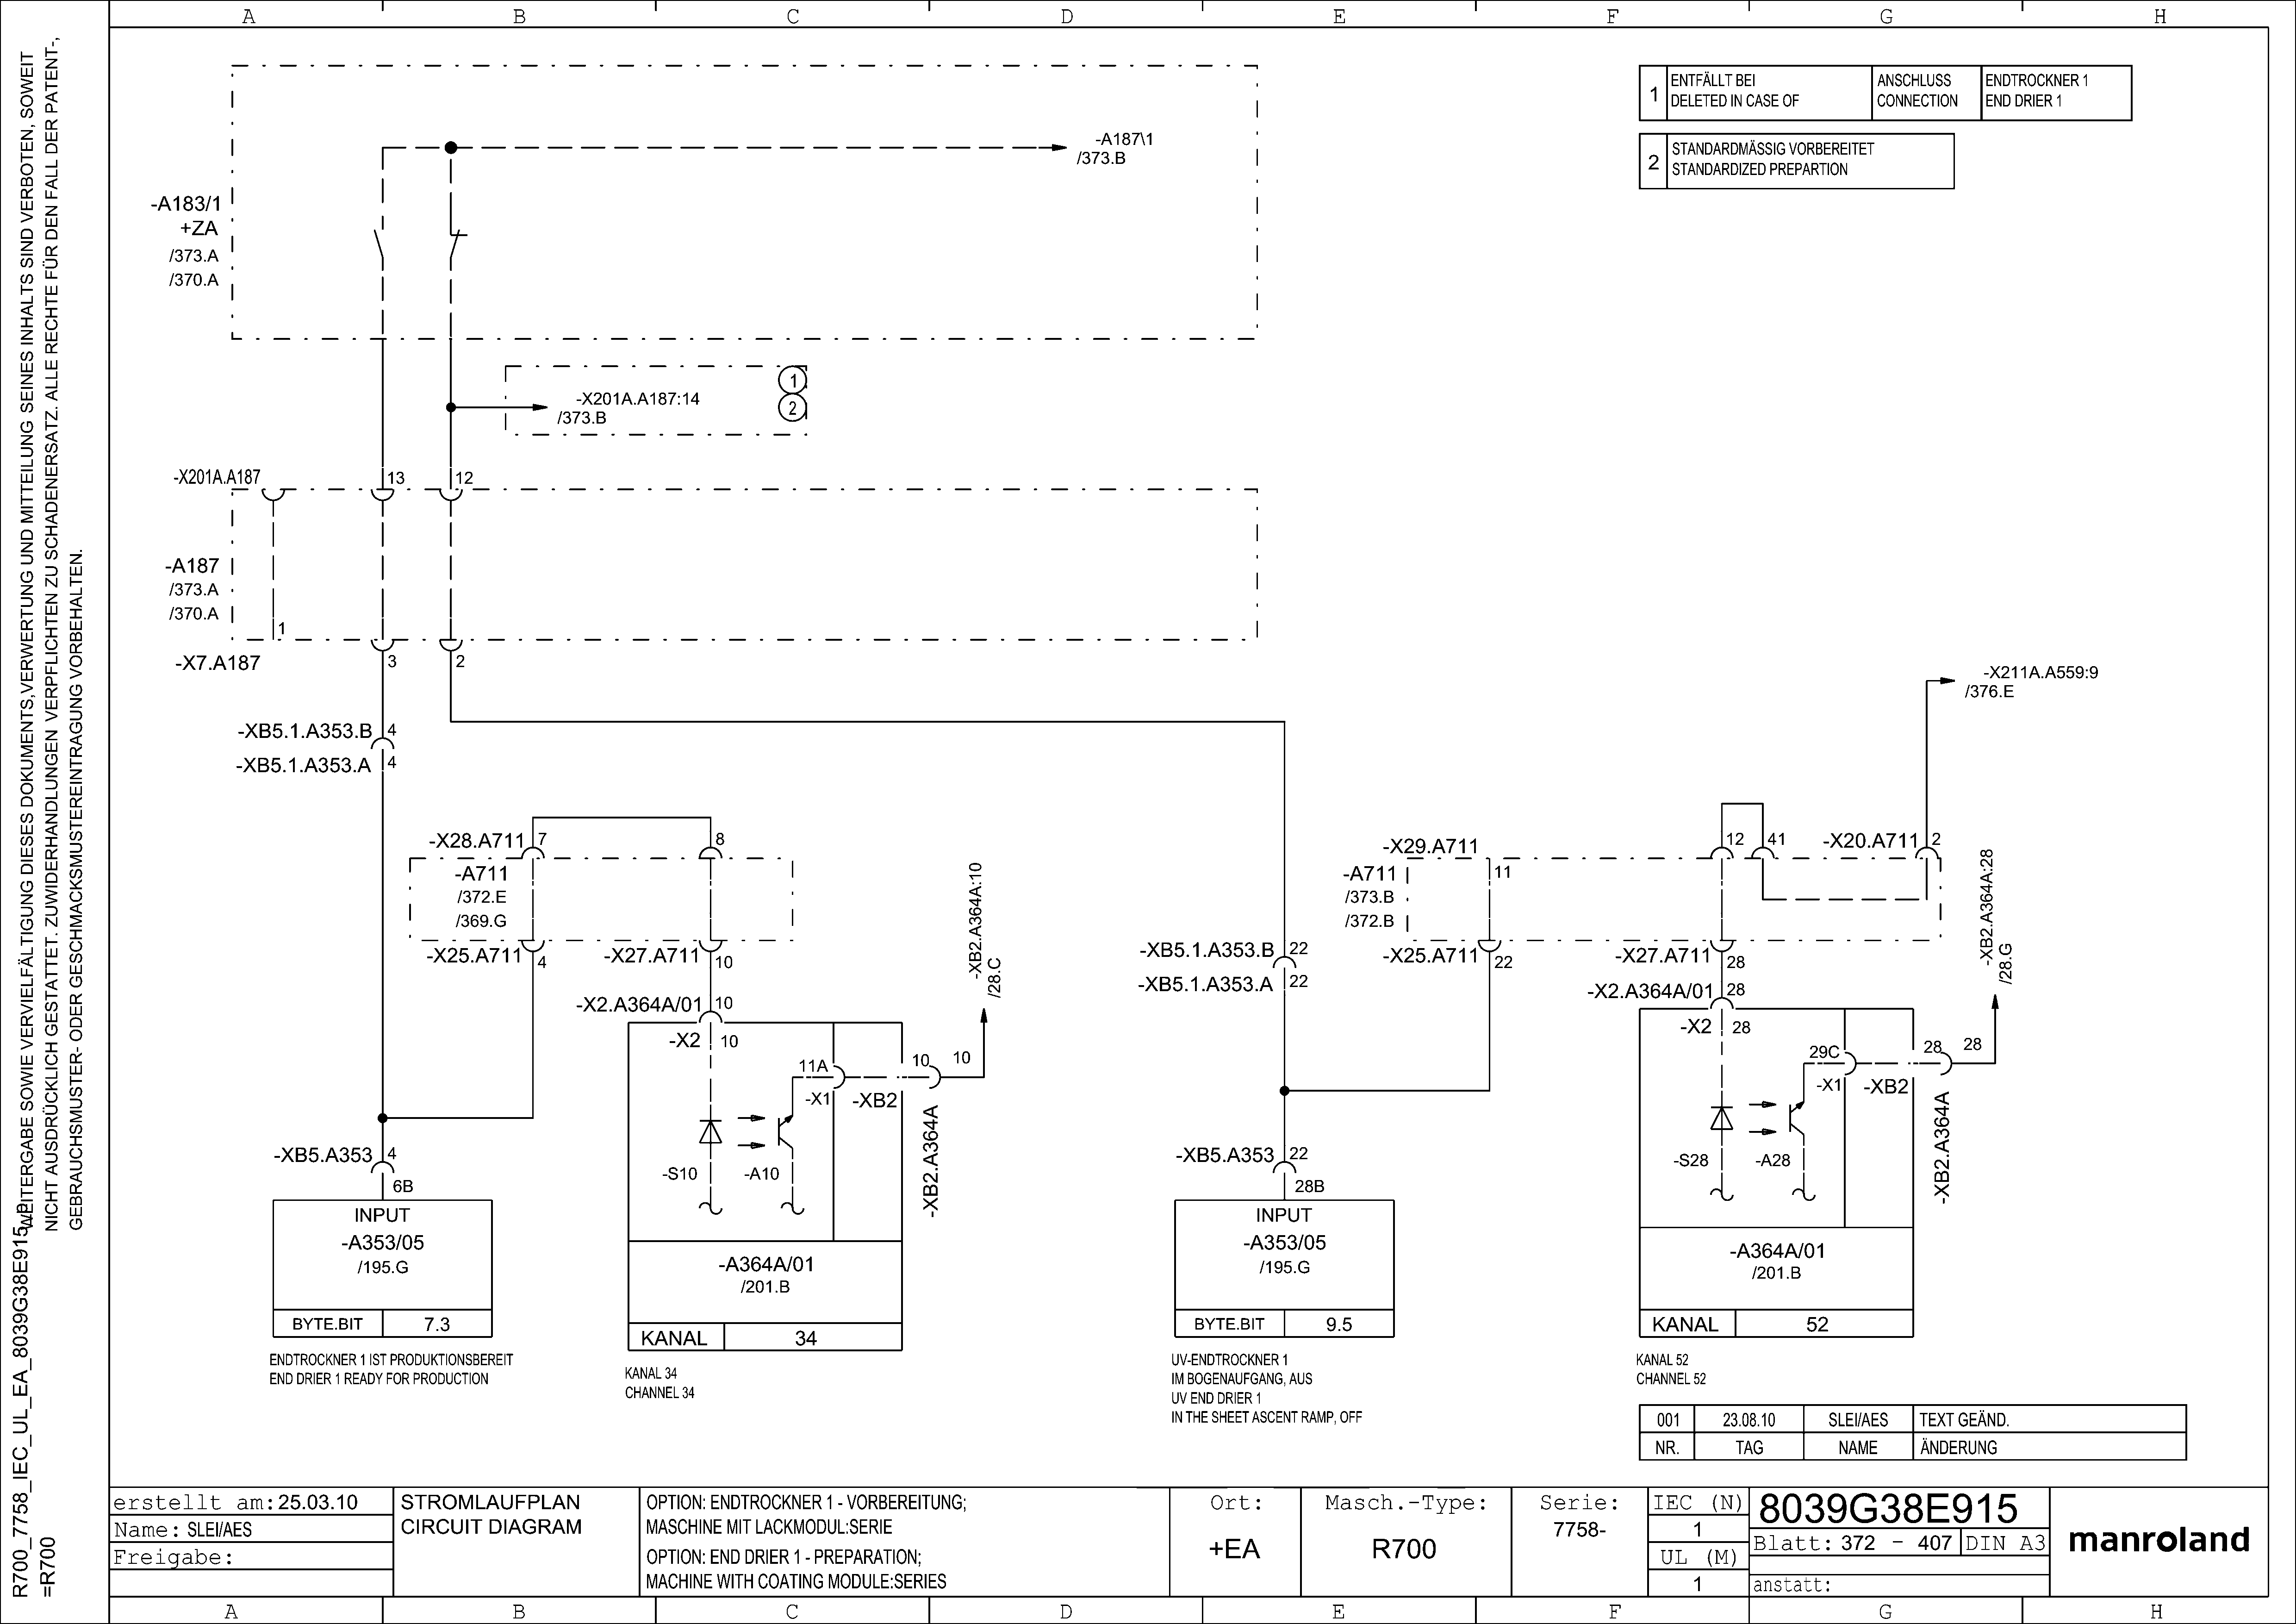 A B C D E F G H
WEITERGABE SOWIE VERVIELFÄLTIGUNG DIESES DOKUMENTS,VERWERTUNG UND MITTEILUNG SEINES INHALTS SIND VERBOTEN, SOWEIT
NICHT AUSDRÜCKLICH GESTATTET. ZUWIDERHANDLUNGEN VERPFLICHTEN ZU SCHADENERSATZ. ALLE RECHTE FÜR DEN FALL DER PATENT-,
GEBRAUCHSMUSTER- ODER GESCHMACKSMUSTEREINTRAGUNG VORBEHALTEN.
=R700
1
ENTFÄLLT BEI
DELETED IN CASE OF
ANSCHLUSS
CONNECTION
ENDTROCKNER 1
END DRIER 1
2
STANDARDMÄSSIG VORBEREITET
STANDARDIZED PREPARTION
-A187\1
/373.B
-A183/1
+ZA
/373.A
/370.A
-X201A.A187:14
/373.B
1
2
-X201A.A187
13
12
-A187
/373.A
/370.A
1
-X7.A187
3
2
-X211A.A559:9
/376.E
-XB5.1.A353.B 4
-XB5.1.A353.A 4
-X28.A711 7
8
-A711
/372.E
/369.G
-X25.A711 4
-X27.A711 10
-X2.A364A/01 10
-X2 10
11A
-X1
-XB2
10
10
-XB2.A364A:10
/28.C
-XB2.A364A
-S10
-A10
-XB5.A353 4
6B
INPUT
-A353/05
/195.G
BYTE.BIT 7.3
ENDTROCKNER 1 IST PRODUKTIONSBEREIT
END DRIER 1 READY FOR PRODUCTION
-A364A/01
/201.B
KANAL 34
KANAL 34
CHANNEL 34
-X29.A711
11
12
41
-X20.A711 2
-A711
/373.B
/372.B
-XB5.1.A353.B 22
-XB5.1.A353.A 22
-X25.A711 22
-X27.A711 28
-X2.A364A/01 28
-X2 28
29C
-X1
-XB2
28
28
-XB2.A364A:28
/28.G
-XB2.A364A
-S28
-A28
-XB5.A353 22
28B
INPUT
-A353/05
/195.G
BYTE.BIT 9.5
UV-ENDTROCKNER 1
IM BOGENAUFGANG, AUS
UV END DRIER 1
IN THE SHEET ASCENT RAMP, OFF
-A364A/01
/201.B
KANAL 52
KANAL 52
CHANNEL 52
001 23.08.10 SLEI/AES TEXT GEÄND.
NR. TAG NAME ÄNDERUNG
erstellt am: 25.03.10
Name: SLEI/AES
Freigabe:
STROMLAUFPLAN
CIRCUIT DIAGRAM
OPTION: ENDTROCKNER 1 - VORBEREITUNG;
MASCHINE MIT LACKMODUL:SERIE
OPTION: END DRIER 1 - PREPARATION;
MACHINE WITH COATING MODULE:SERIES
Ort:
+EA
Masch.-Type:
R700
Serie:
7758-
IEC (N)
1
UL (M)
1
8039G38E915
Blatt: 372 - 407 DIN A3
anstatt:
manroland
A B C D E F G H